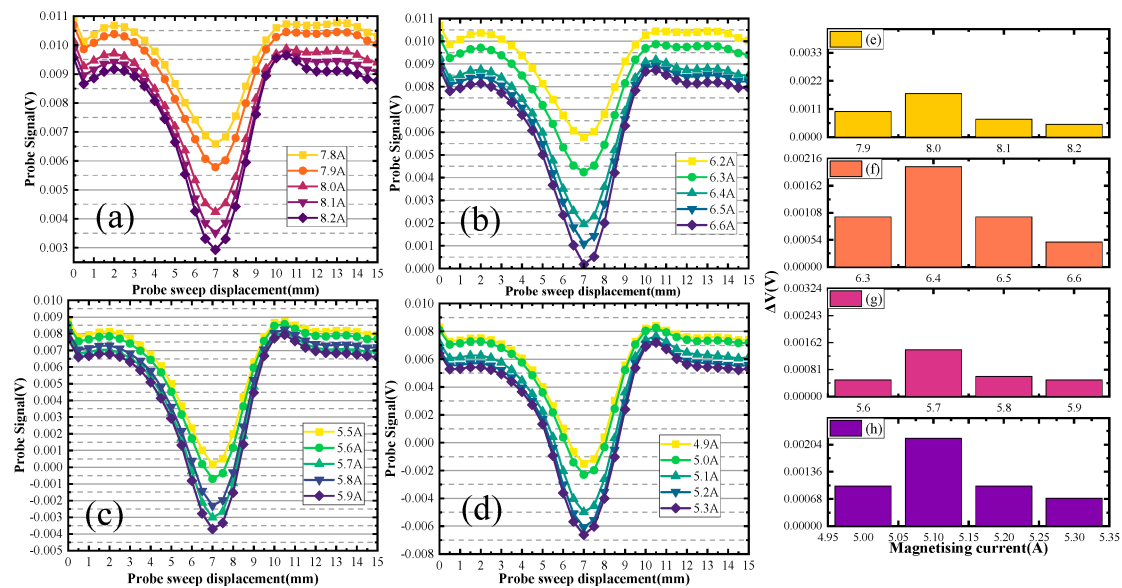 Probe Signal(V)
0.011
0.010
0.009
0.008
0.007
0.006
0.005
0.004
0.003
7.8A
7.9A
8.0A
8.1A
8.2A
(a)
0 1 2 3 4 5 6 7 8 9 10 11 12 13 14 15
Probe sweep displacement(mm)
Probe Signal(V)
0.011
0.010
0.009
0.008
0.007
0.006
0.005
0.004
0.003
0.002
0.001
0.000
6.2A
6.3A
6.4A
6.5A
6.6A
(b)
0 1 2 3 4 5 6 7 8 9 10 11 12 13 14 15
Probe sweep displacement(mm)
Probe Signal(V)
0.010
0.009
0.008
0.007
0.006
0.005
0.004
0.003
0.002
0.001
0.000
-0.001
-0.002
-0.003
-0.004
-0.005
5.5A
5.6A
5.7A
5.8A
5.9A
(c)
0 1 2 3 4 5 6 7 8 9 10 11 12 13 14 15
Probe sweep displacement(mm)
Probe Signal(V)
0.010
0.008
0.006
0.004
0.002
0.000
-0.002
-0.004
-0.006
-0.008
4.9A
5.0A
5.1A
5.2A
5.3A
(d)
0 1 2 3 4 5 6 7 8 9 10 11 12 13 14 15
Probe sweep displacement(mm)
ΔV(V)
(e)
0.0033
0.0022
0.0011
0.0000
7.9 8.0 8.1 8.2
(f)
0.00216
0.00162
0.00108
0.00054
0.00000
6.3 6.4 6.5 6.6
(g)
0.00324
0.00243
0.00162
0.00081
0.00000
5.6 5.7 5.8 5.9
(h)
0.00204
0.00136
0.00068
0.00000
4.95 5.00 5.05 5.10 5.15 5.20 5.25 5.30 5.35
Magnetising current(A)